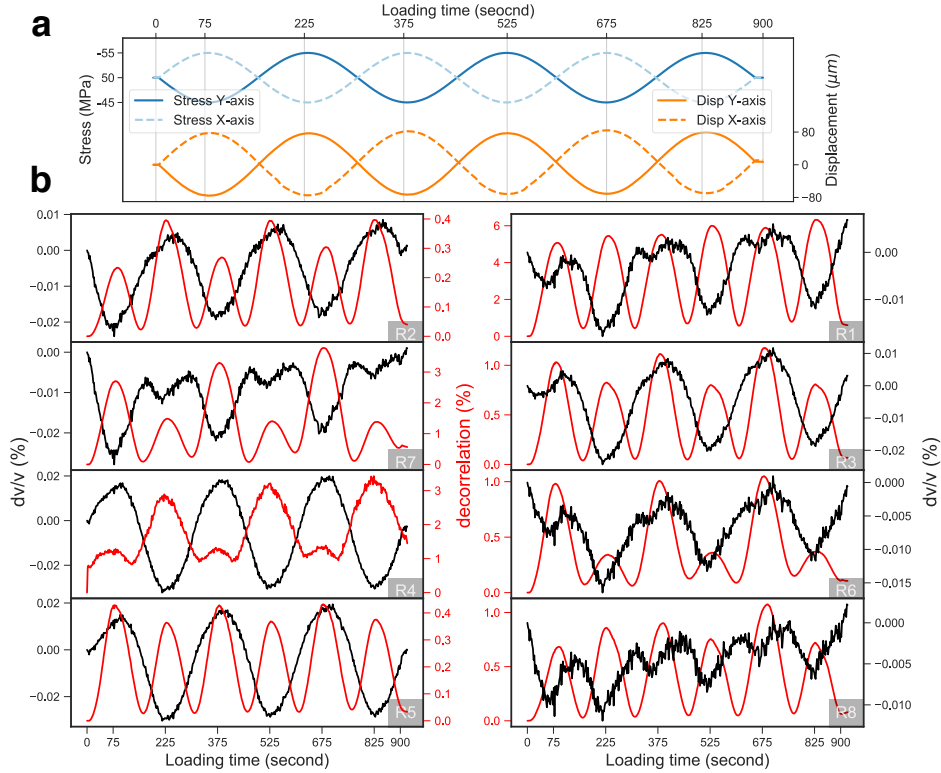 a
Loading time (seocnd)
0 75 225 375 525 675 825 900
Stress (MPa)
-55
50
-45
Stress Y-axis
Stress X-axis
Disp Y-axis
Disp X-axis
80
0
−80
Displacement (μm)
b
0.01
0.00
−0.01
−0.02
0.4
0.3
0.2
0.1
0.0
R2
6
4
2
0
0.00
−0.01
R1
0.00
−0.01
−0.02
3
2
1
0
R7
1.0
0.5
0.0
0.01
0.00
−0.01
−0.02
R3
0.02
0.00
−0.02
3
2
1
0
R4
1.0
0.5
0.0
0.000
−0.005
−0.010
−0.015
R6
0.02
0.00
−0.02
0.4
0.3
0.2
0.1
0.0
R5
1.0
0.5
0.0
0.000
−0.005
−0.010
R8
dv/v (%)
decorrelation (%)
dv/v (%)
0 75 225 375 525 675 825 900
Loading time (second)
0 75 225 375 525 675 825 900
Loading time (second)